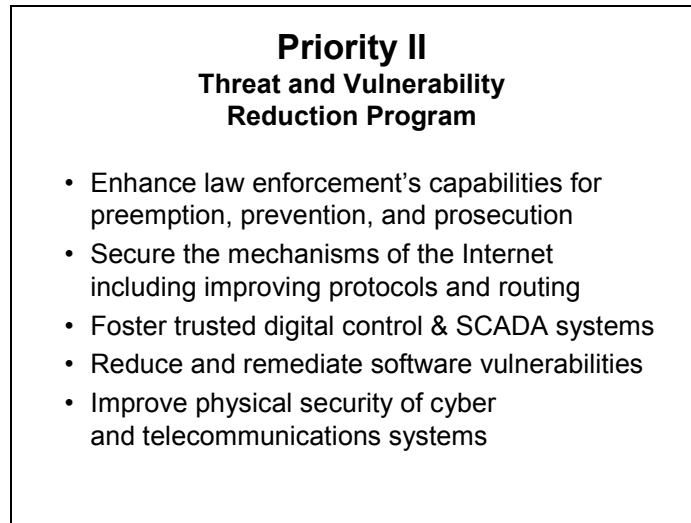 Priority II
Threat and Vulnerability
Reduction Program
• Enhance law enforcement's capabilities for
preemption, prevention, and prosecution
• Secure the mechanisms of the Internet
including improving protocols and routing
• Foster trusted digital control & SCADA systems
• Reduce and remediate software vulnerabilities
• Improve physical security of cyber
and telecommunications systems